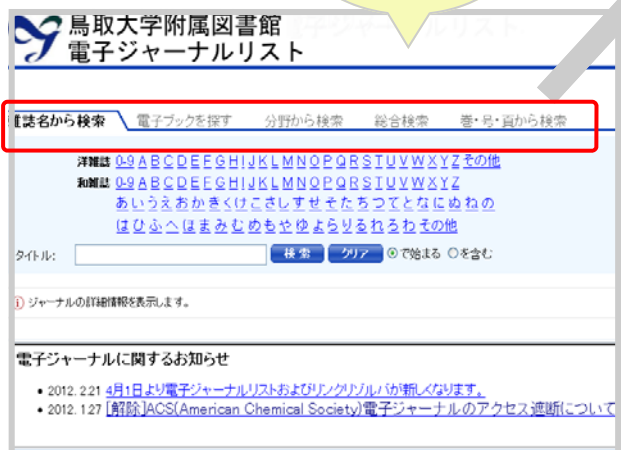 鳥取大学附属図書館
電子ジャーナルリスト
雑誌名から検索 電子ブックを探す 分野から検索 総合検索 巻・号・頁から検索
洋雑誌 0-9 A B C D E F G H I J K L M N O P Q R S T U V W X Y Z その他
和雑誌 0-9 A B C D E F G H I J K L M N O P Q R S T U V W X Y Z
あ い う え お か き く け こ さ し す せ そ た ち つ て と な に ぬ ね の
は ひ ふ へ ほ ま み む め も や ゆ よ ら り る れ ろ わ その他
タイトル: 検索 クリア で始まる を含む
ジャーナルの詳細情報を表示します。
電子ジャーナルに関するお知らせ
• 2012. 2.21 4月1日より電子ジャーナルリストおよびリンクリゾルバが新しくなります。
• 2012. 1.27 [解除]ACS(American Chemical Society)電子ジャーナルのアクセス遮断について